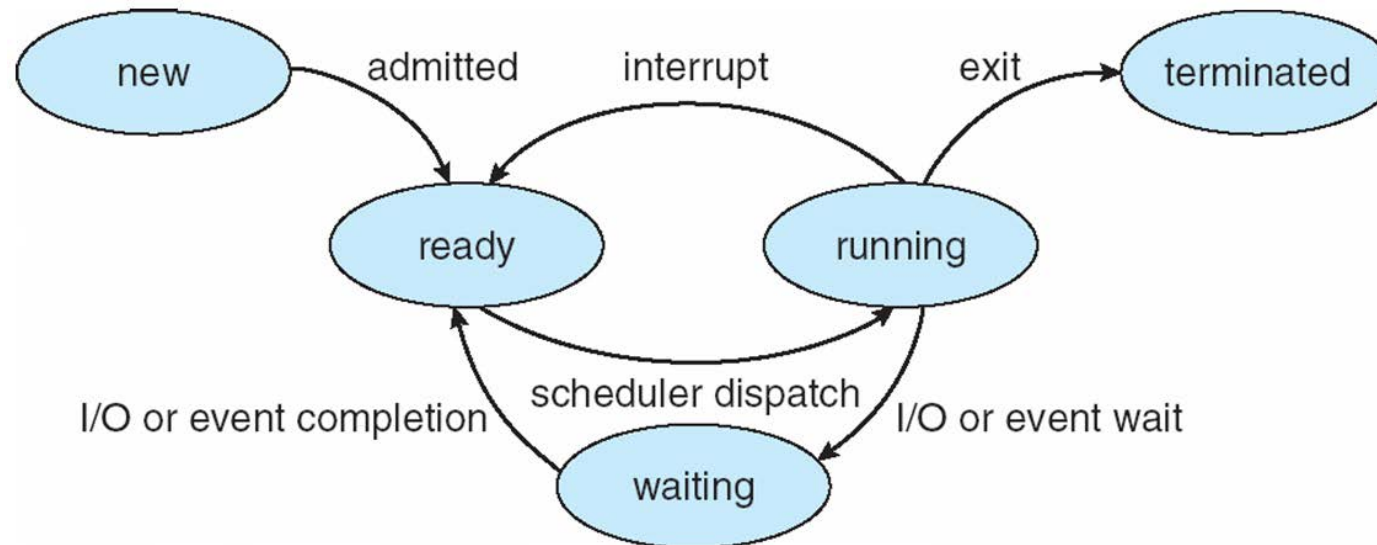 new
admitted
interrupt
exit
terminated
ready
running
scheduler dispatch
I/O or event completion
I/O or event wait
waiting